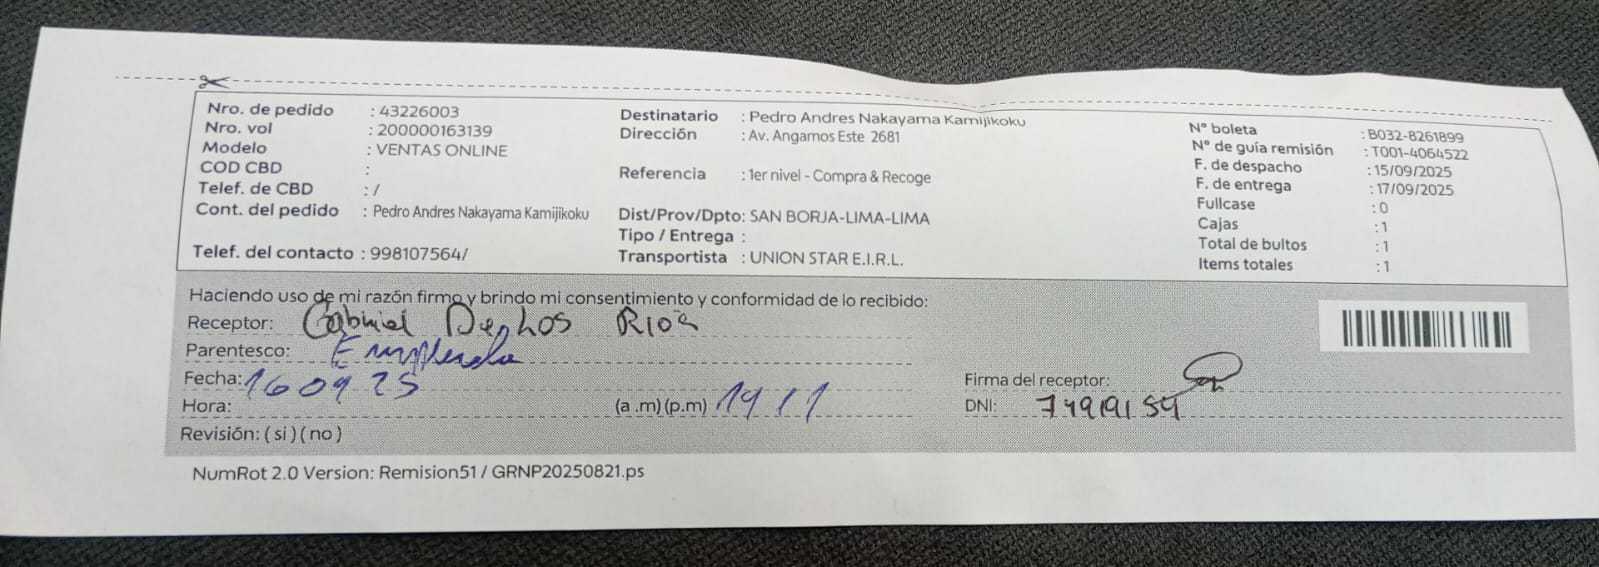 Nro. de pedido : 43226003
Nro. vol : 200000163139
Modelo : VENTAS ONLINE
COD CBD :
Telef. de CBD : /
Cont. del pedido : Pedro Andres Nakayama Kamijikoku
Telef. del contacto : 998107564/
Destinatario : Pedro Andres Nakayama Kamijikoku
Dirección : Av. Angamos Este 2681
Referencia : 1er nivel - Compra & Recoge
Dist/Prov/Dpto: SAN BORJA-LIMA-LIMA
Tipo / Entrega :
Transportista : UNION STAR E.I.R.L.
N° boleta : B032-8261899
N° de guía remisión : T001-4064522
F. de despacho : 15/09/2025
F. de entrega : 17/09/2025
Fullcase : 0
Cajas : 1
Total de bultos : 1
Items totales : 1
Haciendo uso de mi razón firmo y brindo mi consentimiento y conformidad de lo recibido:
Receptor: Gabriel Rios
Parentesco:
Fecha: 16 09 25
Hora: (a .m) (p.m)
Revisión: ( si ) ( no )
Firma del receptor:
DNI:
NumRot 2.0 Version: Remision51 / GRNP20250821.ps